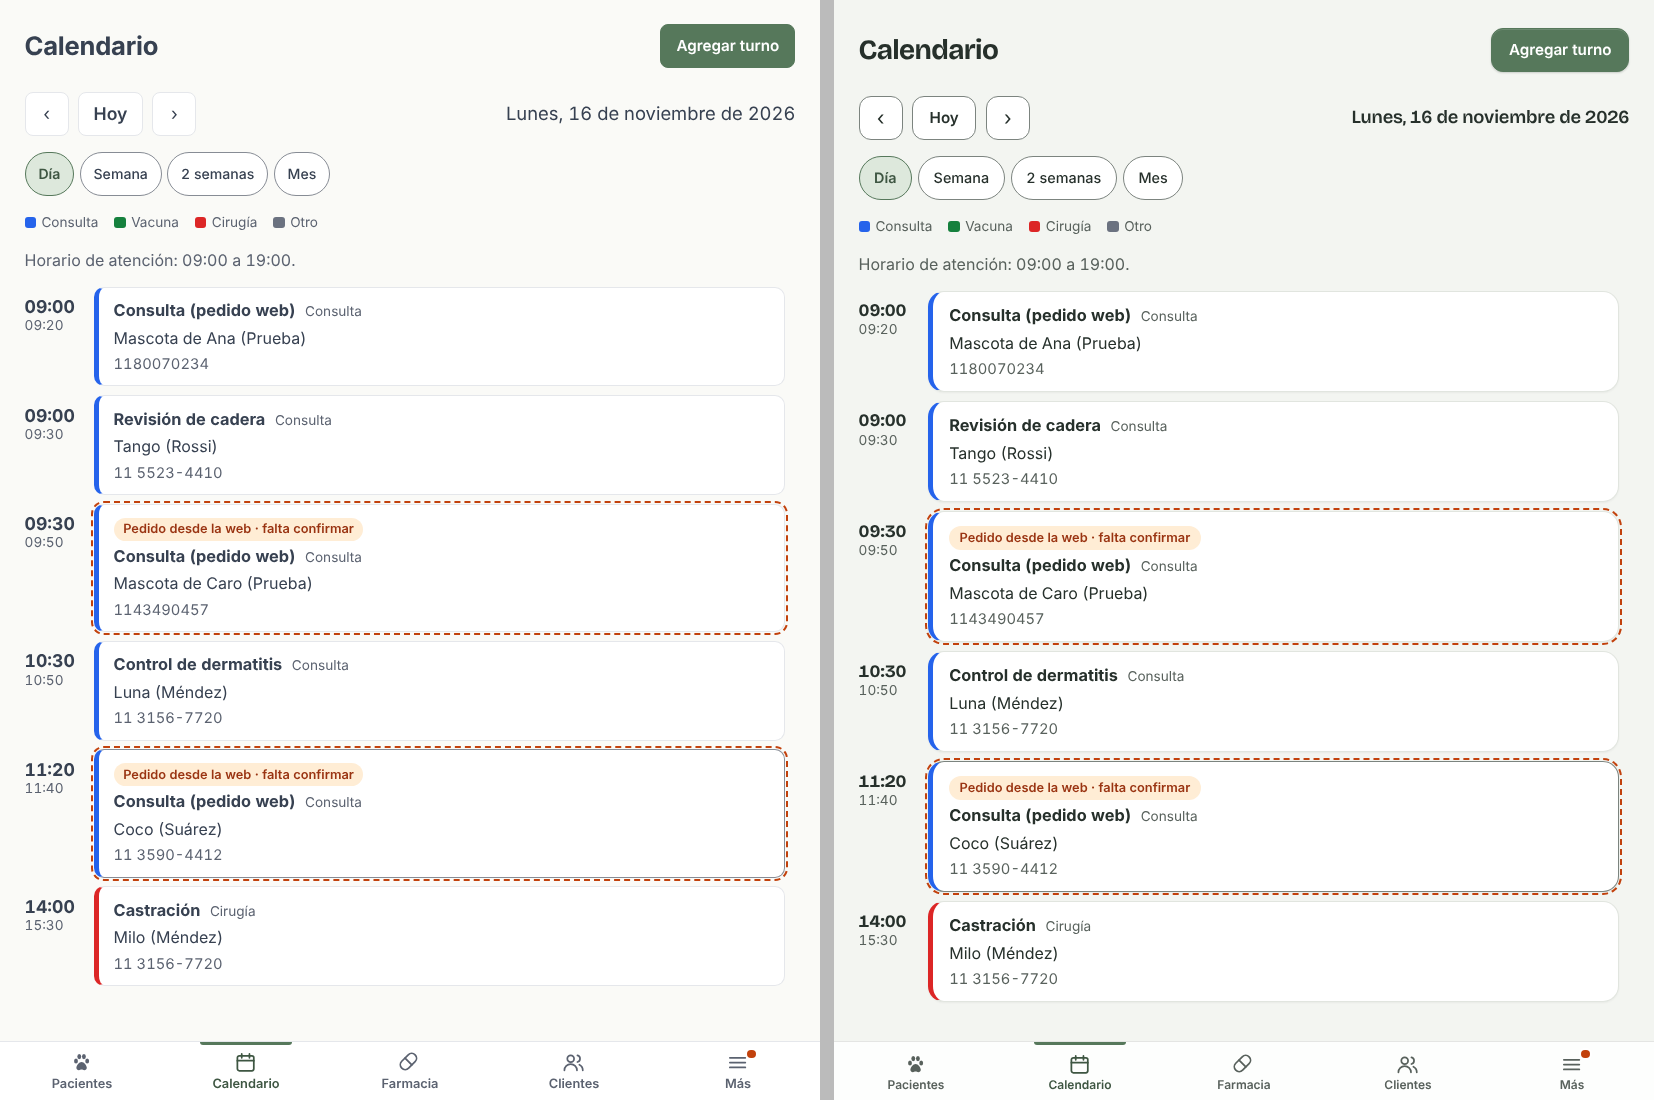 Calendario
Agregar turno
‹ Hoy ›
Lunes, 16 de noviembre de 2026
Día Semana 2 semanas Mes
Consulta Vacuna Cirugía Otro
Horario de atención: 09:00 a 19:00.
09:00
09:20
Consulta (pedido web) Consulta
Mascota de Ana (Prueba)
1180070234
09:00
09:30
Revisión de cadera Consulta
Tango (Rossi)
11 5523-4410
09:30
09:50
Pedido desde la web · falta confirmar
Consulta (pedido web) Consulta
Mascota de Caro (Prueba)
1143490457
10:30
10:50
Control de dermatitis Consulta
Luna (Méndez)
11 3156-7720
11:20
11:40
Pedido desde la web · falta confirmar
Consulta (pedido web) Consulta
Coco (Suárez)
11 3590-4412
14:00
15:30
Castración Cirugía
Milo (Méndez)
11 3156-7720
Pacientes Calendario Farmacia Clientes Más
Calendario
Agregar turno
‹ Hoy ›
Lunes, 16 de noviembre de 2026
Día Semana 2 semanas Mes
Consulta Vacuna Cirugía Otro
Horario de atención: 09:00 a 19:00.
09:00
09:20
Consulta (pedido web) Consulta
Mascota de Ana (Prueba)
1180070234
09:00
09:30
Revisión de cadera Consulta
Tango (Rossi)
11 5523-4410
09:30
09:50
Pedido desde la web · falta confirmar
Consulta (pedido web) Consulta
Mascota de Caro (Prueba)
1143490457
10:30
10:50
Control de dermatitis Consulta
Luna (Méndez)
11 3156-7720
11:20
11:40
Pedido desde la web · falta confirmar
Consulta (pedido web) Consulta
Coco (Suárez)
11 3590-4412
14:00
15:30
Castración Cirugía
Milo (Méndez)
11 3156-7720
Pacientes Calendario Farmacia Clientes Más